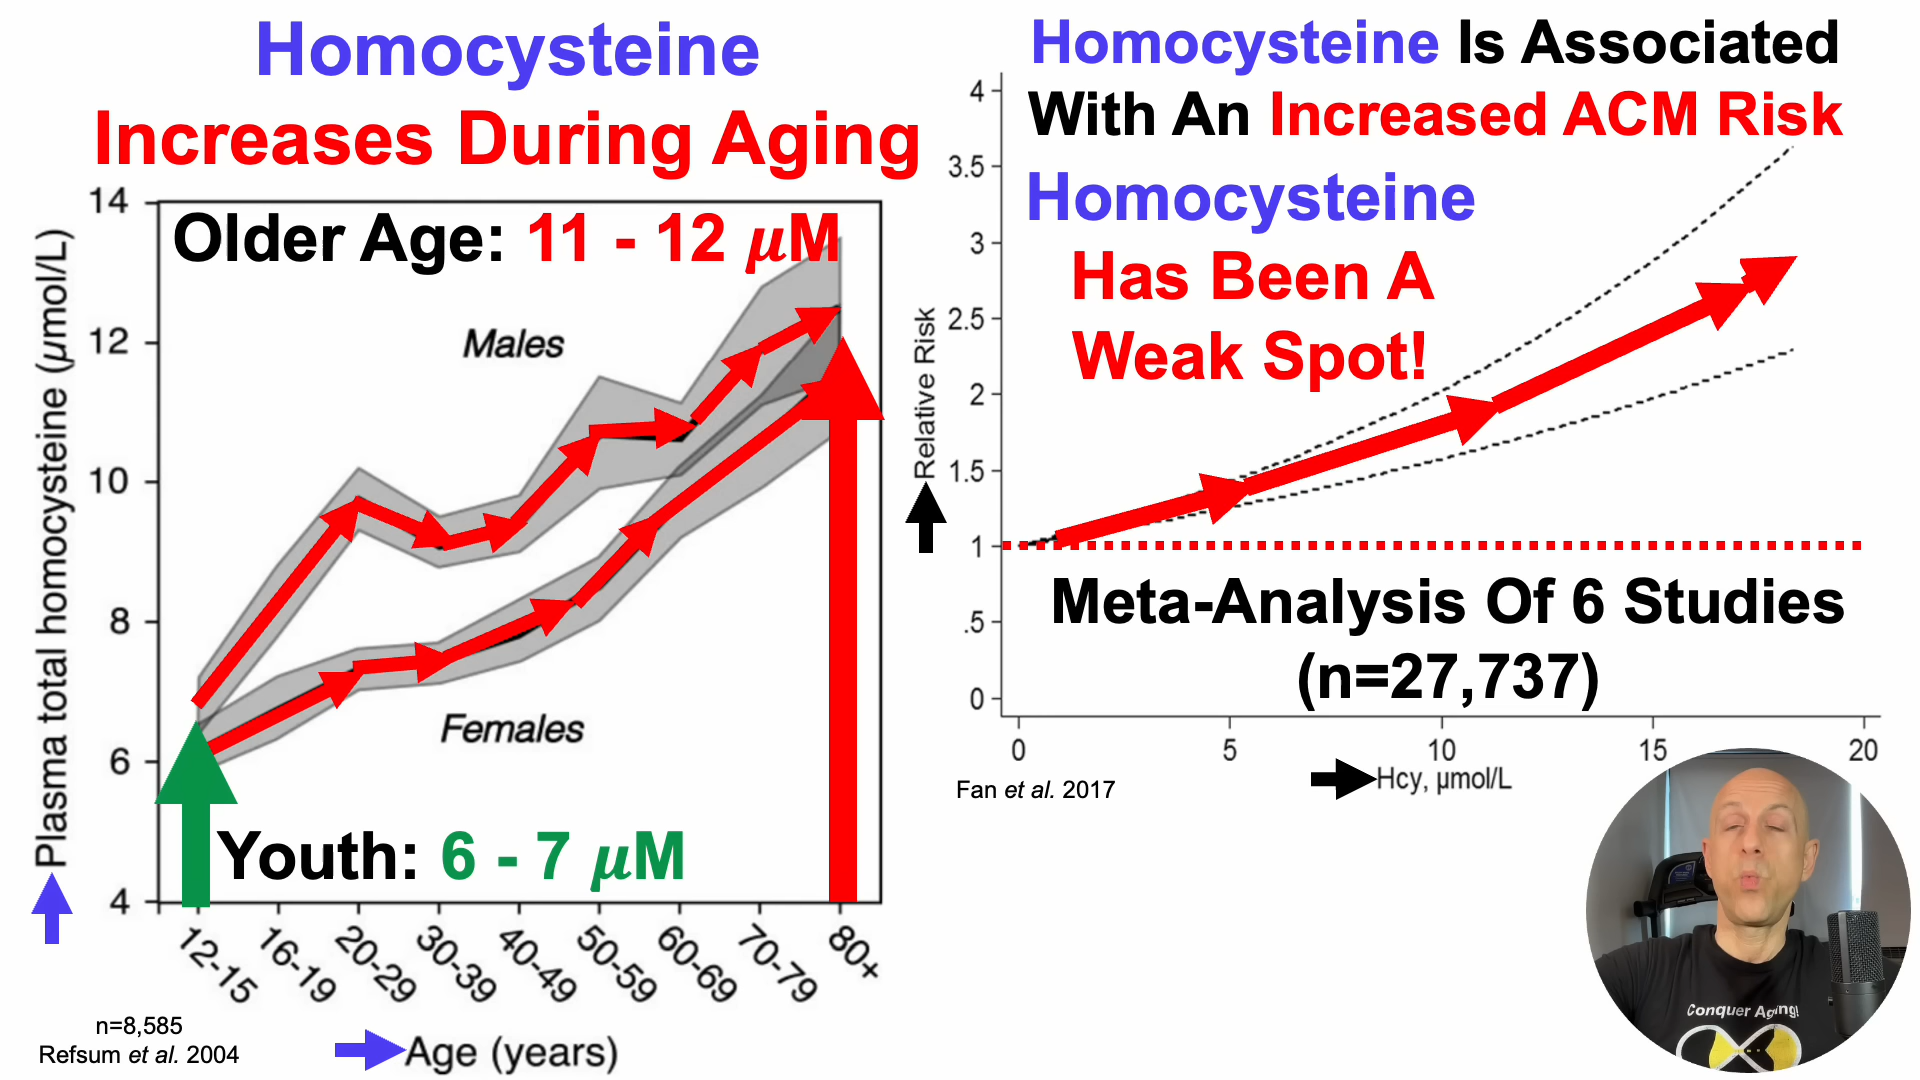 Homocysteine
Increases During Aging
Plasma total homocysteine (µmol/L)
14
12
10
8
6
4
Older Age: 11 - 12 µM
Males
Females
Youth: 6 - 7 µM
12-15
16-19
20-29
30-39
40-49
50-59
60-69
70-79
80+
Age (years)
n=8,585
Refsum et al. 2004
Homocysteine Is Associated
With An Increased ACM Risk
Homocysteine
Has Been A
Weak Spot!
Relative Risk
4
3.5
3
2.5
2
1.5
1
.5
0
Meta-Analysis Of 6 Studies
(n=27,737)
0
5
10
15
20
Hcy, µmol/L
Fan et al. 2017
Conquer Aging!